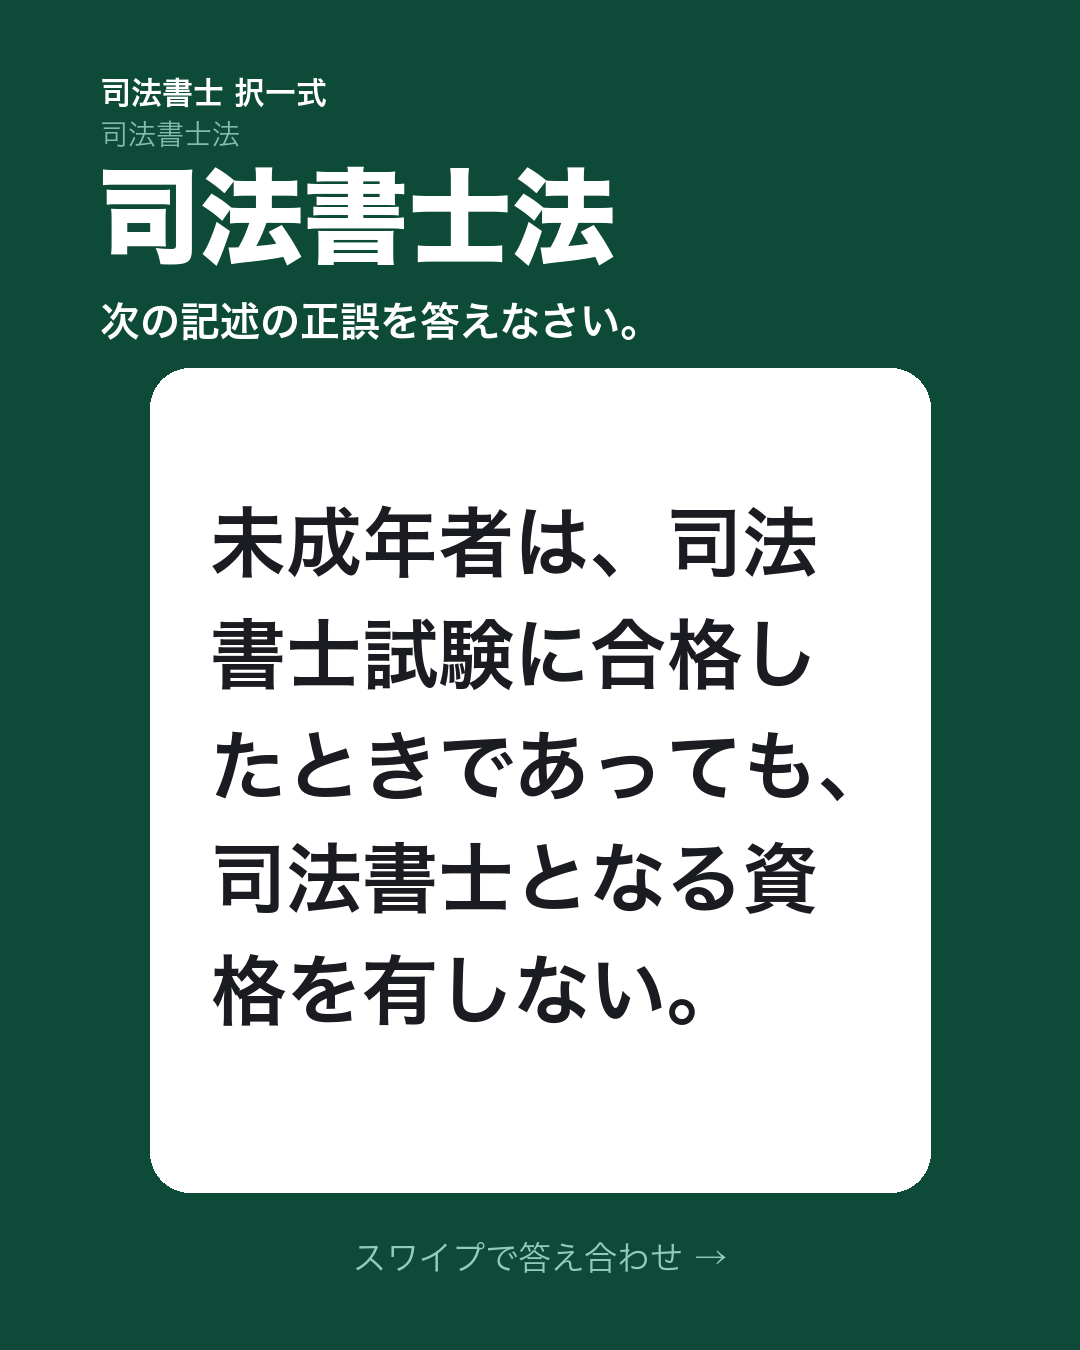 司法書士 択一式
司法書士法
司法書士法
次の記述の正誤を答えなさい。
未成年者は、司法
書士試験に合格し
たときであっても、
司法書士となる資
格を有しない。
スワイプで答え合わせ →